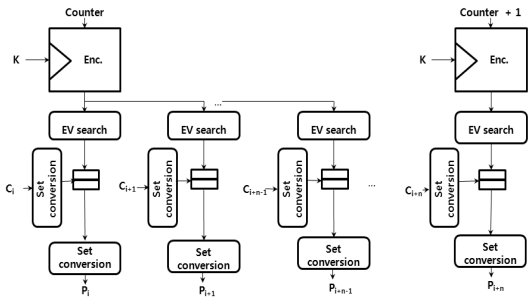 Counter
Counter + 1
K
Enc.
K
Enc.
...
EV search
EV search
EV search
EV search
Ci
Set conversion
Ci+1
Set conversion
Ci+n-1
Set conversion
...
Ci+n
Set conversion
Set conversion
Set conversion
Set conversion
Set conversion
Pi
Pi+1
Pi+n-1
Pi+n